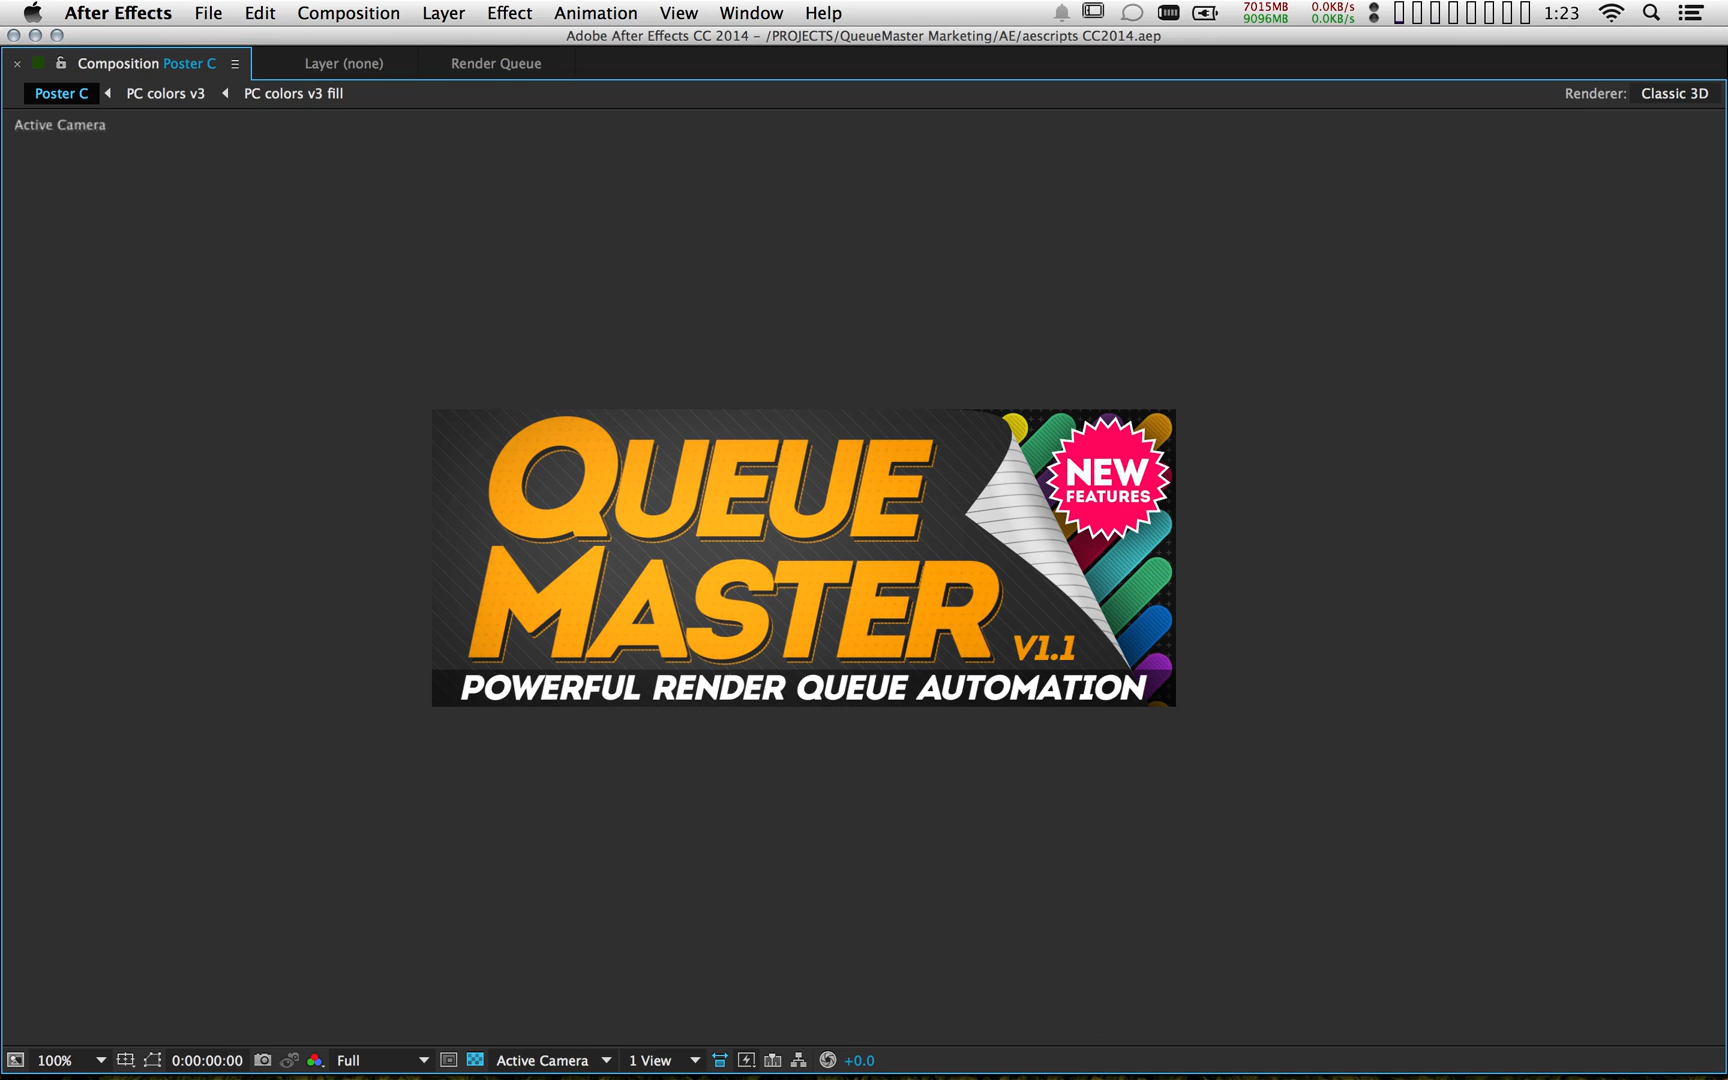 After Effects File Edit Composition Layer Effect Animation View Window Help 7015MB 9096MB 0.0KB/s 0.0KB/s 1:23
Adobe After Effects CC 2014 – /PROJECTS/QueueMaster Marketing/AE/aescripts CC2014.aep
Composition Poster C Layer (none) Render Queue
Poster C PC colors v3 PC colors v3 fill Renderer: Classic 3D
Active Camera
QUEUE
MASTER
V1.1
NEW
FEATURES
POWERFUL RENDER QUEUE AUTOMATION
100% 0:00:00:00 Full Active Camera 1 View +0.0